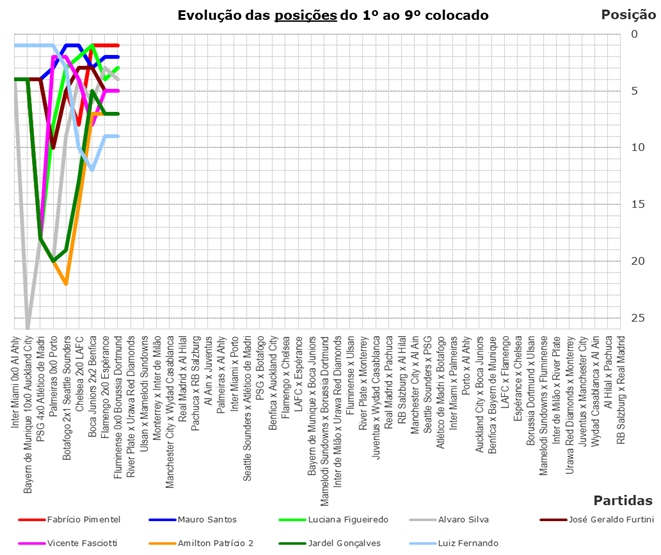 Evolução das posições do 1º ao 9º colocado
Posição
0
5
10
15
20
25
Inter Miami 0x0 Al Ahly
Bayern de Munique 10x0 Auckland City
PSG 4x0 Atlético de Madri
Palmeiras 0x0 Porto
Botafogo 2x1 Seattle Sounders
Chelsea 2x0 LAFC
Boca Juniors 2x2 Benfica
Flamengo 2x0 Espérance
Fluminense 0x0 Borussia Dortmund
River Plate x Urawa Red Diamonds
Ulsan x Mamelodi Sundowns
Monterrey x Inter de Milão
Manchester City x Wydad Casablanca
Real Madrid x Al Hilal
Pachuca x RB Salzburg
Al Ain x Juventus
Palmeiras x Al Ahly
Inter Miami x Porto
Seattle Sounders x Atlético de Madri
PSG x Botafogo
Benfica x Auckland City
Flamengo x Chelsea
LAFC x Espérance
Bayern de Munique x Boca Juniors
Mamelodi Sundowns x Borussia Dortmund
Inter de Milão x Urawa Red Diamonds
Fluminense x Ulsan
River Plate x Monterrey
Juventus x Wydad Casablanca
Real Madrid x Pachuca
RB Salzburg x Al Hilal
Manchester City x Al Ain
Seattle Sounders x PSG
Atlético de Madri x Botafogo
Inter Miami x Palmeiras
Porto x Al Ahly
Auckland City x Boca Juniors
Benfica x Bayern de Munique
LAFC x Flamengo
Espérance x Chelsea
Borussia Dortmund x Ulsan
Mamelodi Sundowns x Fluminense
Inter de Milão x River Plate
Urawa Red Diamonds x Monterrey
Juventus x Manchester City
Wydad Casablanca x Al Ain
Al Hilal x Pachuca
RB Salzburg x Real Madrid
Partidas
Fabrício Pimentel
Mauro Santos
Luciana Figueiredo
Alvaro Silva
José Geraldo Furtini
Vicente Fasciotti
Amilton Patrício 2
Jardel Gonçalves
Luiz Fernando